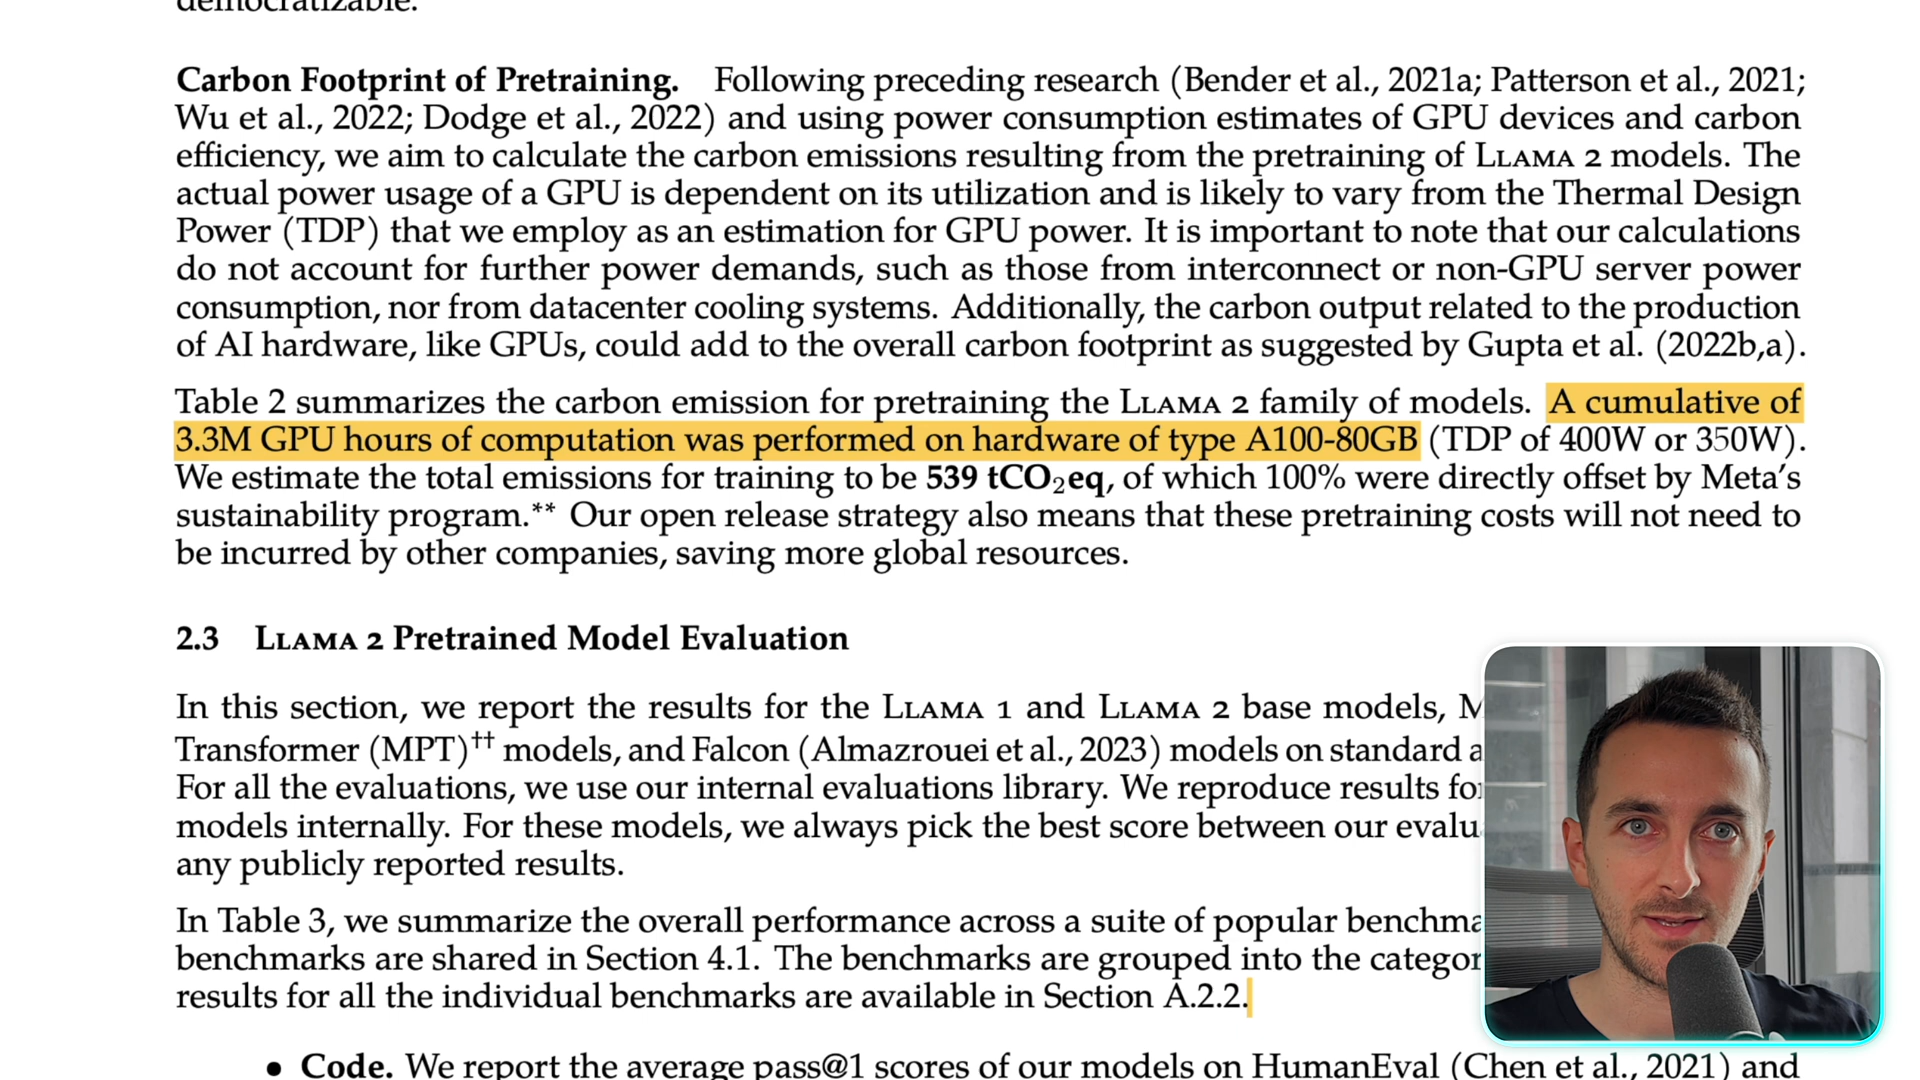 democratizable.
Carbon Footprint of Pretraining. Following preceding research (Bender et al., 2021a; Patterson et al., 2021;
Wu et al., 2022; Dodge et al., 2022) and using power consumption estimates of GPU devices and carbon
efficiency, we aim to calculate the carbon emissions resulting from the pretraining of LLAMA 2 models. The
actual power usage of a GPU is dependent on its utilization and is likely to vary from the Thermal Design
Power (TDP) that we employ as an estimation for GPU power. It is important to note that our calculations
do not account for further power demands, such as those from interconnect or non-GPU server power
consumption, nor from datacenter cooling systems. Additionally, the carbon output related to the production
of AI hardware, like GPUs, could add to the overall carbon footprint as suggested by Gupta et al. (2022b,a).
Table 2 summarizes the carbon emission for pretraining the LLAMA 2 family of models. A cumulative of
3.3M GPU hours of computation was performed on hardware of type A100-80GB (TDP of 400W or 350W).
We estimate the total emissions for training to be 539 tCO₂eq, of which 100% were directly offset by Meta’s
sustainability program.** Our open release strategy also means that these pretraining costs will not need to
be incurred by other companies, saving more global resources.
2.3 LLAMA 2 Pretrained Model Evaluation
In this section, we report the results for the LLAMA 1 and LLAMA 2 base models,
Transformer (MPT)†† models, and Falcon (Almazrouei et al., 2023) models on standard
For all the evaluations, we use our internal evaluations library. We reproduce results
models internally. For these models, we always pick the best score between our
any publicly reported results.
In Table 3, we summarize the overall performance across a suite of popular
benchmarks are shared in Section 4.1. The benchmarks are grouped into the
results for all the individual benchmarks are available in Section A.2.2.
• Code. We report the average pass@1 scores of our models on HumanEval (Chen et al., 2021) and